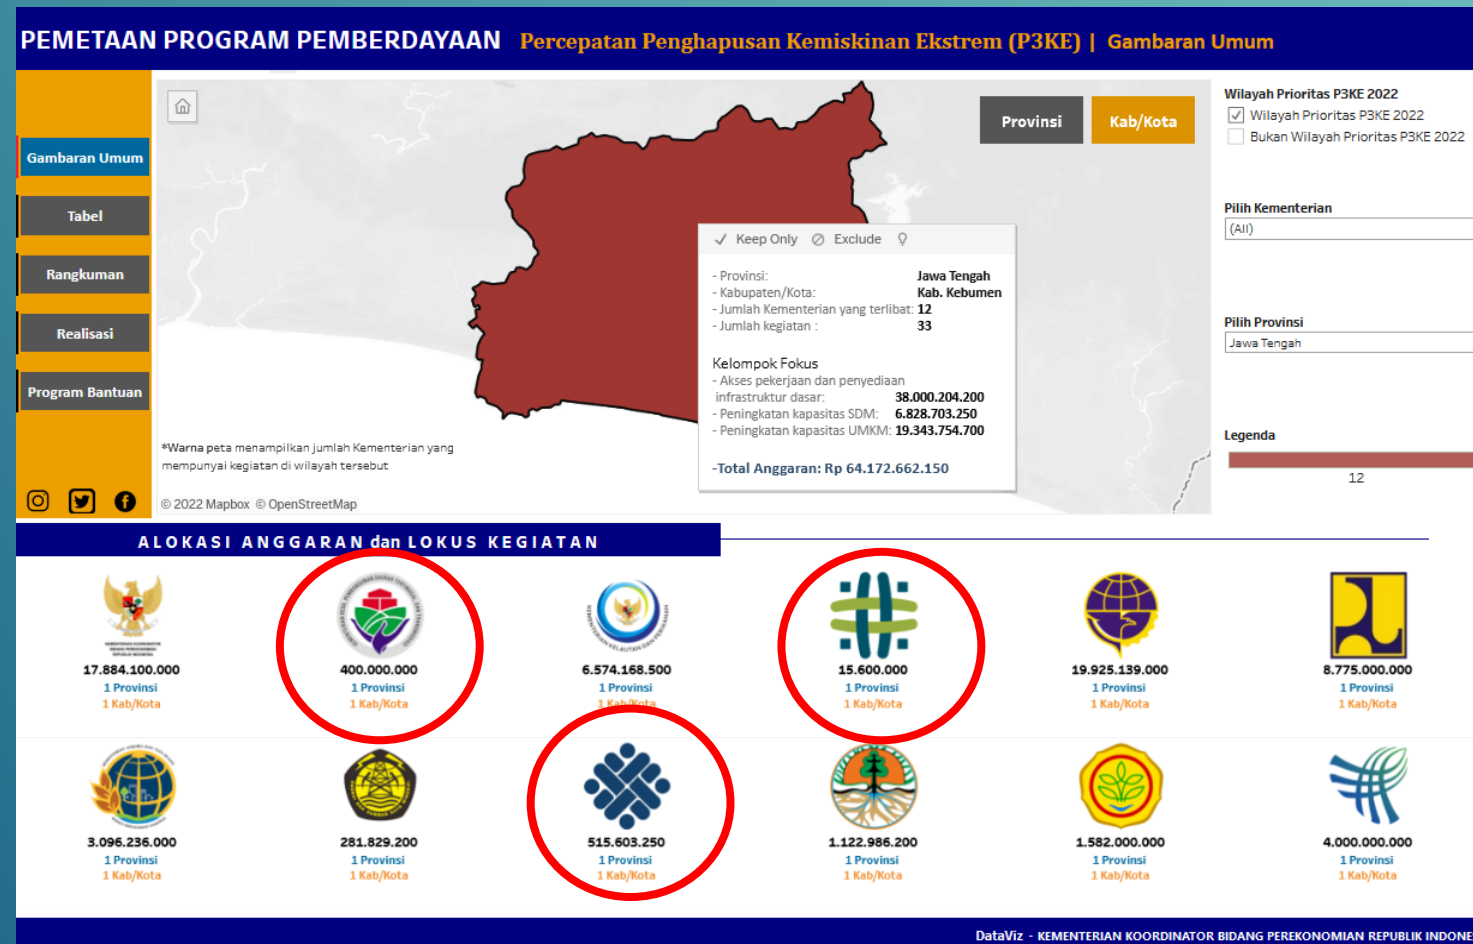 PEMETAAN PROGRAM PEMBERDAYAAN Percepatan Penghapusan Kemiskinan Ekstrem (P3KE) | Gambaran Umum
Gambaran Umum
Tabel
Rangkuman
Realisasi
Program Bantuan
Provinsi
Kab/Kota
Keep Only Exclude
- Provinsi: Jawa Tengah
- Kabupaten/Kota: Kab. Kebumen
- Jumlah Kementerian yang terlibat: 12
- Jumlah kegiatan : 33
Kelompok Fokus
- Akses pekerjaan dan penyediaan
infrastruktur dasar: 38.000.204.200
- Peningkatan kapasitas SDM: 6.828.703.250
- Peningkatan kapasitas UMKM: 19.343.754.700
-Total Anggaran: Rp 64.172.662.150
*Warna peta menampilkan jumlah Kementerian yang
mempunyai kegiatan di wilayah tersebut
© 2022 Mapbox © OpenStreetMap
Wilayah Prioritas P3KE 2022
Wilayah Prioritas P3KE 2022
Bukan Wilayah Prioritas P3KE 2022
Pilih Kementerian
(All)
Pilih Provinsi
Jawa Tengah
Legenda
12
ALOKASI ANGGARAN dan LOKUS KEGIATAN
17.884.100.000
1 Provinsi
1 Kab/Kota
400.000.000
1 Provinsi
1 Kab/Kota
6.574.168.500
1 Provinsi
1 Kab/Kota
15.600.000
1 Provinsi
1 Kab/Kota
19.925.139.000
1 Provinsi
1 Kab/Kota
8.775.000.000
1 Provinsi
1 Kab/Kota
3.096.236.000
1 Provinsi
1 Kab/Kota
281.829.200
1 Provinsi
1 Kab/Kota
515.603.250
1 Provinsi
1 Kab/Kota
1.122.986.200
1 Provinsi
1 Kab/Kota
1.582.000.000
1 Provinsi
1 Kab/Kota
4.000.000.000
1 Provinsi
1 Kab/Kota
DataViz - KEMENTERIAN KOORDINATOR BIDANG PEREKONOMIAN REPUBLIK INDONE